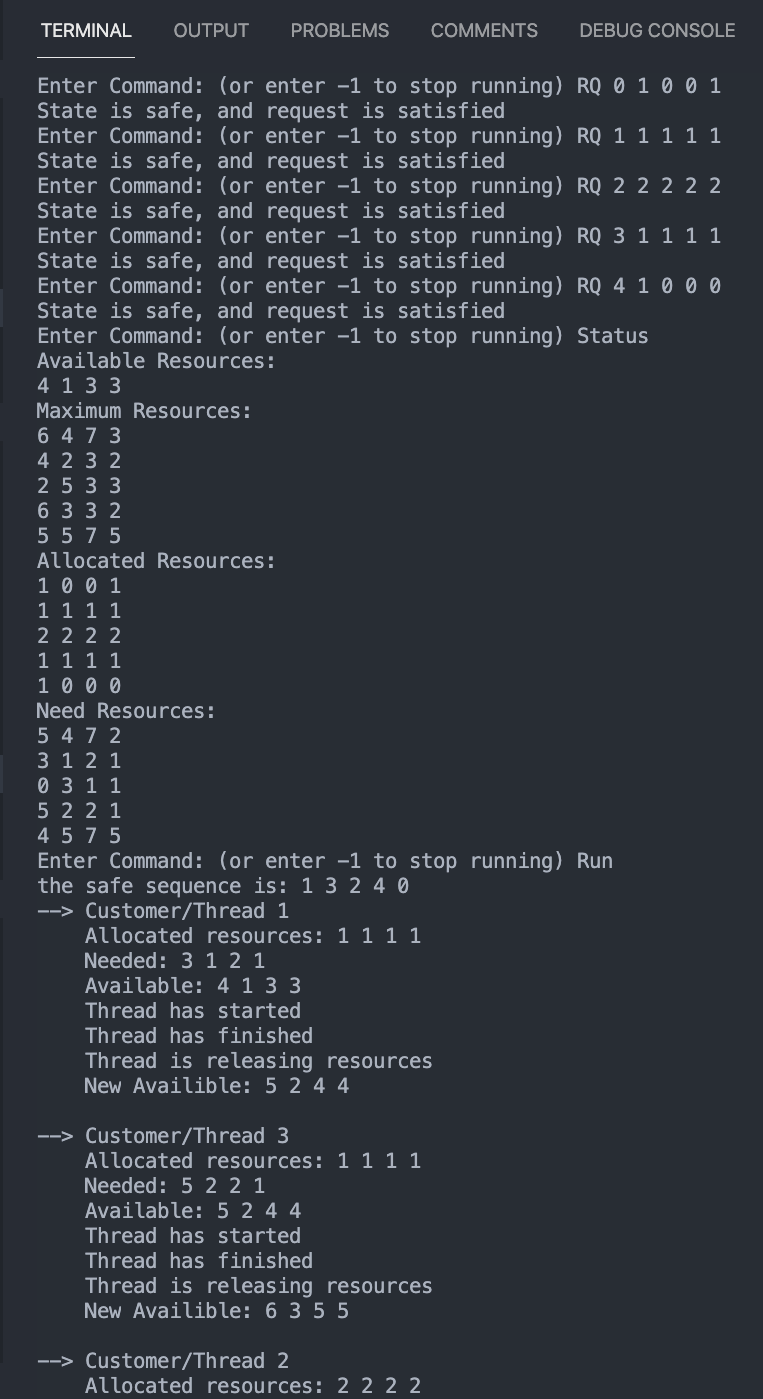 TERMINAL OUTPUT PROBLEMS COMMENTS DEBUG CONSOLE
Enter Command: (or enter -1 to stop running) RQ 0 1 0 0 1
State is safe, and request is satisfied
Enter Command: (or enter -1 to stop running) RQ 1 1 1 1 1
State is safe, and request is satisfied
Enter Command: (or enter -1 to stop running) RQ 2 2 2 2 2
State is safe, and request is satisfied
Enter Command: (or enter -1 to stop running) RQ 3 1 1 1 1
State is safe, and request is satisfied
Enter Command: (or enter -1 to stop running) RQ 4 1 0 0 0
State is safe, and request is satisfied
Enter Command: (or enter -1 to stop running) Status
Available Resources:
4 1 3 3
Maximum Resources:
6 4 7 3
4 2 3 2
2 5 3 3
6 3 3 2
5 5 7 5
Allocated Resources:
1 0 0 1
1 1 1 1
2 2 2 2
1 1 1 1
1 0 0 0
Need Resources:
5 4 7 2
3 1 2 1
0 3 1 1
5 2 2 1
4 5 7 5
Enter Command: (or enter -1 to stop running) Run
the safe sequence is: 1 3 2 4 0
--> Customer/Thread 1
Allocated resources: 1 1 1 1
Needed: 3 1 2 1
Available: 4 1 3 3
Thread has started
Thread has finished
Thread is releasing resources
New Availible: 5 2 4 4
--> Customer/Thread 3
Allocated resources: 1 1 1 1
Needed: 5 2 2 1
Available: 5 2 4 4
Thread has started
Thread has finished
Thread is releasing resources
New Availible: 6 3 5 5
--> Customer/Thread 2
Allocated resources: 2 2 2 2